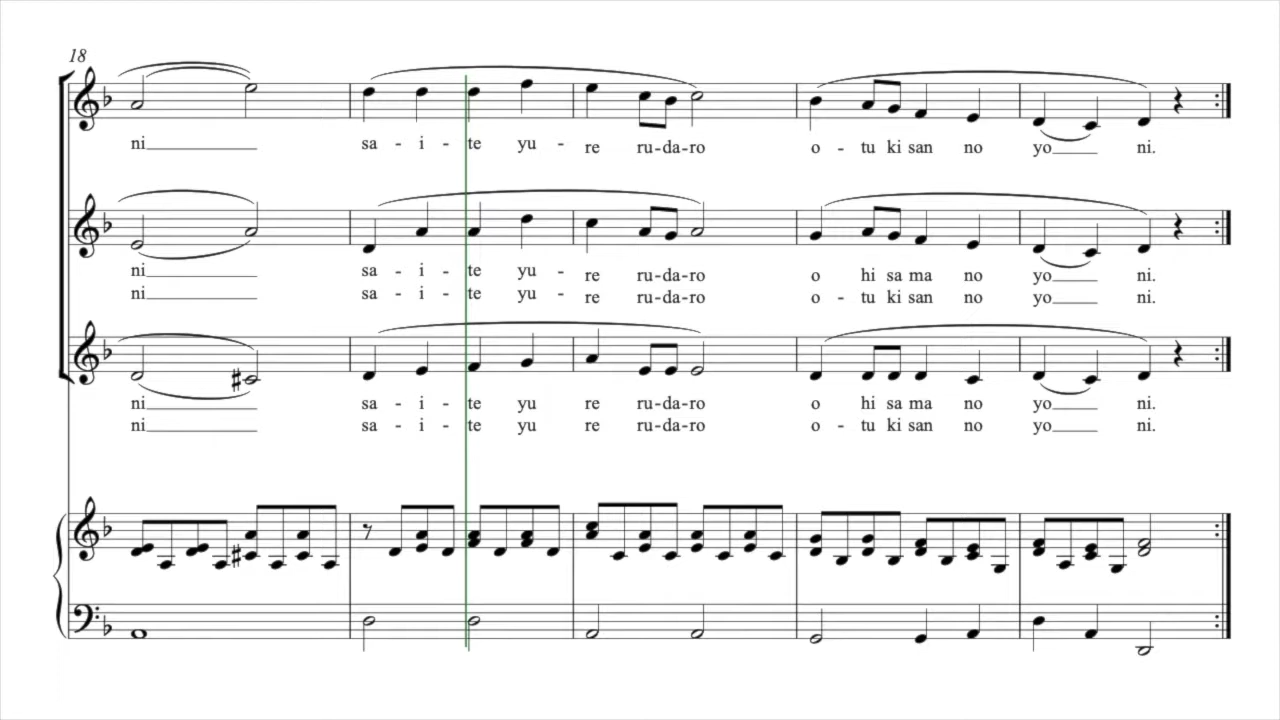 18
ni sa - i - te yu - re ru-da-ro o - tu ki san no yo ni.
ni sa - i - te yu - re ru-da-ro o hi sa ma no yo ni.
ni sa - i - te yu - re ru-da-ro o - tu ki san no yo ni.
ni sa - i - te yu re ru-da-ro o hi sa ma no yo ni.
ni sa - i - te yu re ru-da-ro o - tu ki san no yo ni.